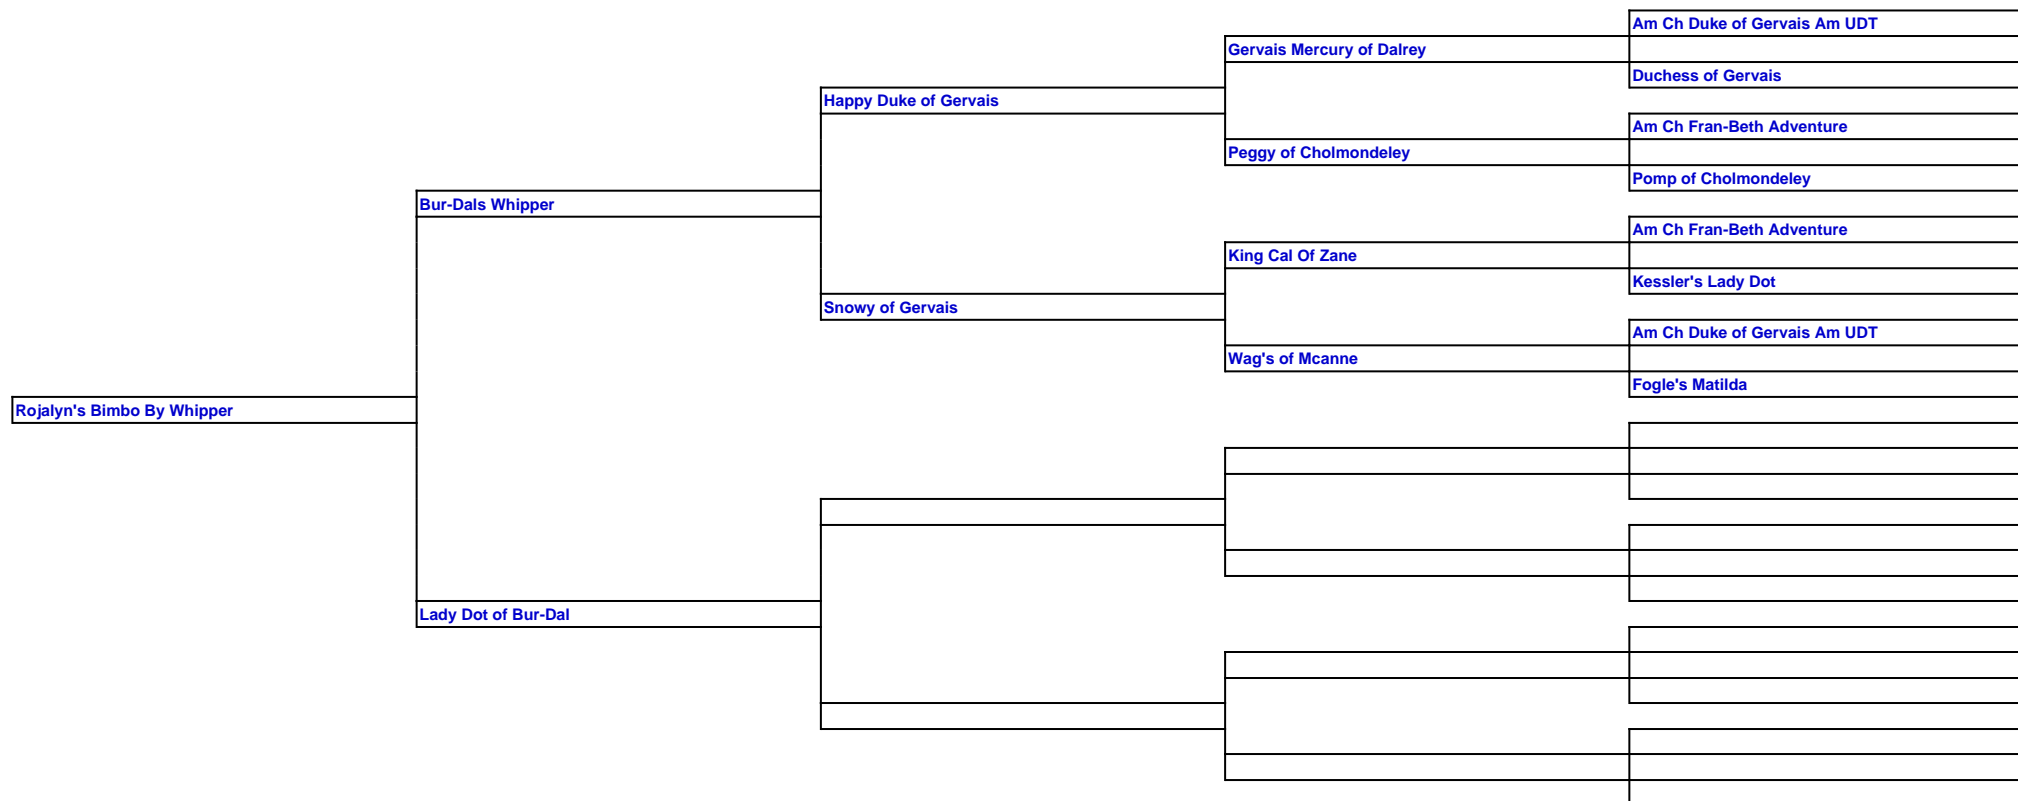 Am Ch Duke of Gervais Am UDT
Gervais Mercury of Dalrey
Duchess of Gervais
Happy Duke of Gervais
Am Ch Fran-Beth Adventure
Peggy of Cholmondeley
Pomp of Cholmondeley
Bur-Dals Whipper
Am Ch Fran-Beth Adventure
King Cal Of Zane
Kessler's Lady Dot
Snowy of Gervais
Am Ch Duke of Gervais Am UDT
Wag's of Mcanne
Fogle's Matilda
Rojalyn's Bimbo By Whipper
Lady Dot of Bur-Dal